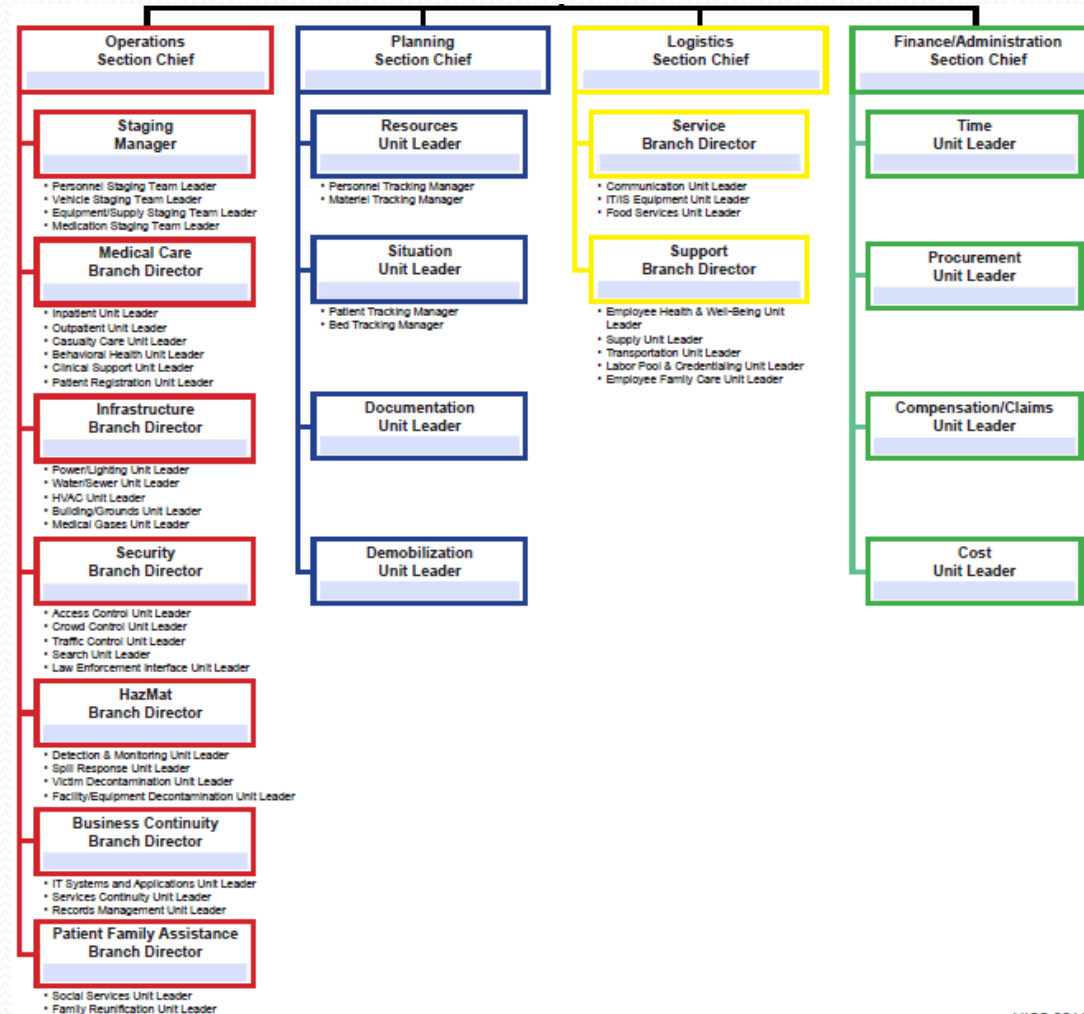 Operations
Section Chief
Staging
Manager
• Personnel Staging Team Leader
• Vehicle Staging Team Leader
• Equipment/Supply Staging Team Leader
• Medication Staging Team Leader
Medical Care
Branch Director
• Inpatient Unit Leader
• Outpatient Unit Leader
• Casualty Care Unit Leader
• Behavioral Health Unit Leader
• Clinical Support Unit Leader
• Patient Registration Unit Leader
Infrastructure
Branch Director
• Power/Lighting Unit Leader
• Water/Sewer Unit Leader
• HVAC Unit Leader
• Building/Grounds Unit Leader
• Medical Gases Unit Leader
Security
Branch Director
• Access Control Unit Leader
• Crowd Control Unit Leader
• Traffic Control Unit Leader
• Search Unit Leader
• Law Enforcement Interface Unit Leader
HazMat
Branch Director
• Detection & Monitoring Unit Leader
• Spill Response Unit Leader
• Victim Decontamination Unit Leader
• Facility/Equipment Decontamination Unit Leader
Business Continuity
Branch Director
• IT Systems and Applications Unit Leader
• Services Continuity Unit Leader
• Records Management Unit Leader
Patient Family Assistance
Branch Director
• Social Services Unit Leader
• Family Reunification Unit Leader
Planning
Section Chief
Resources
Unit Leader
• Personnel Tracking Manager
• Materiel Tracking Manager
Situation
Unit Leader
• Patient Tracking Manager
• Bed Tracking Manager
Documentation
Unit Leader
Demobilization
Unit Leader
Logistics
Section Chief
Service
Branch Director
• Communication Unit Leader
• IT/IS Equipment Unit Leader
• Food Services Unit Leader
Support
Branch Director
• Employee Health & Well-Being Unit
Leader
• Supply Unit Leader
• Transportation Unit Leader
• Labor Pool & Credentialing Unit Leader
• Employee Family Care Unit Leader
Finance/Administration
Section Chief
Time
Unit Leader
Procurement
Unit Leader
Compensation/Claims
Unit Leader
Cost
Unit Leader